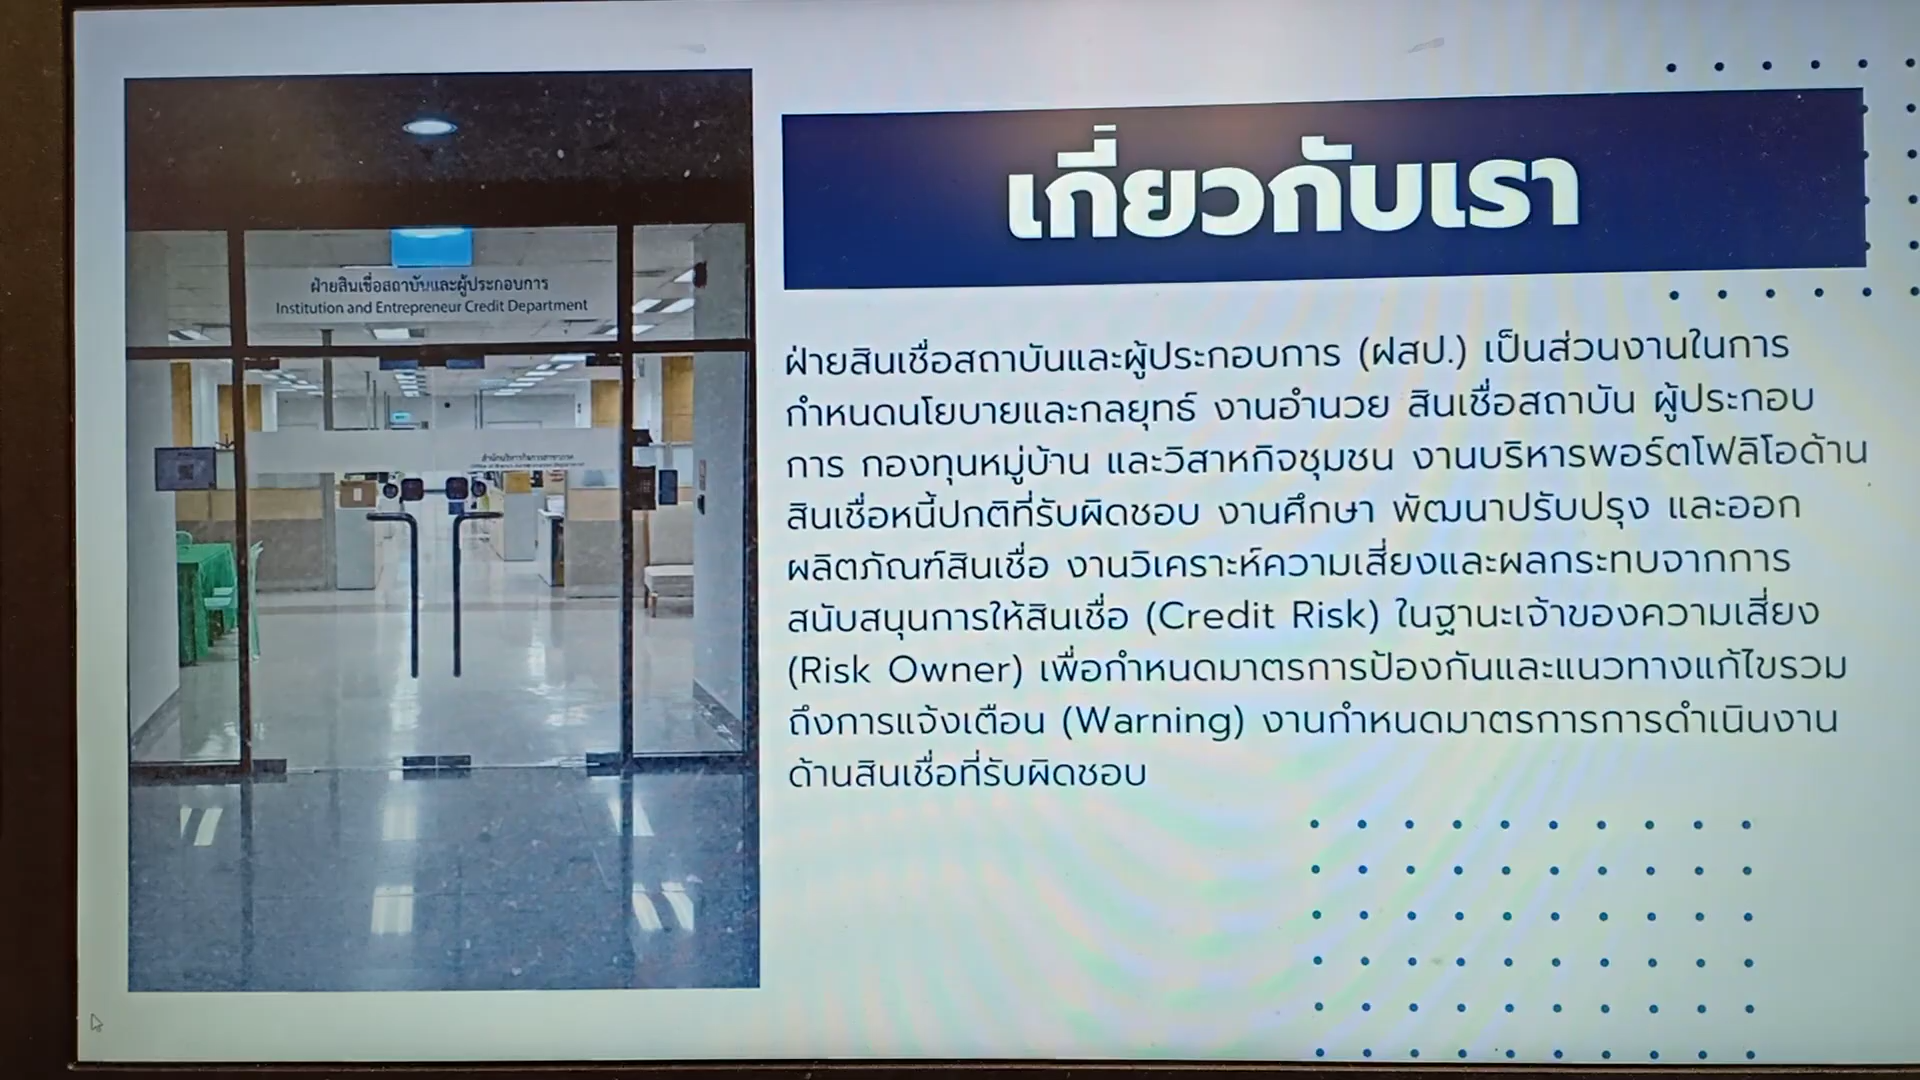 เกี่ยวกับเรา
ฝ่ายสินเชื่อสถาบันและผู้ประกอบการ
Institution and Entrepreneur Credit Department
ฝ่ายสินเชื่อสถาบันและผู้ประกอบการ (ฝสป.) เป็นส่วนงานในการ
กำหนดนโยบายและกลยุทธ์ งานอำนวย สินเชื่อสถาบัน ผู้ประกอบ
การ กองทุนหมู่บ้าน และวิสาหกิจชุมชน งานบริหารพอร์ตโฟลิโอด้าน
สินเชื่อหนี้ปกติที่รับผิดชอบ งานศึกษา พัฒนาปรับปรุง และออก
ผลิตภัณฑ์สินเชื่อ งานวิเคราะห์ความเสี่ยงและผลกระทบจากการ
สนับสนุนการให้สินเชื่อ (Credit Risk) ในฐานะเจ้าของความเสี่ยง
(Risk Owner) เพื่อกำหนดมาตรการป้องกันและแนวทางแก้ไขรวม
ถึงการแจ้งเตือน (Warning) งานกำหนดมาตรการการดำเนินงาน
ด้านสินเชื่อที่รับผิดชอบ